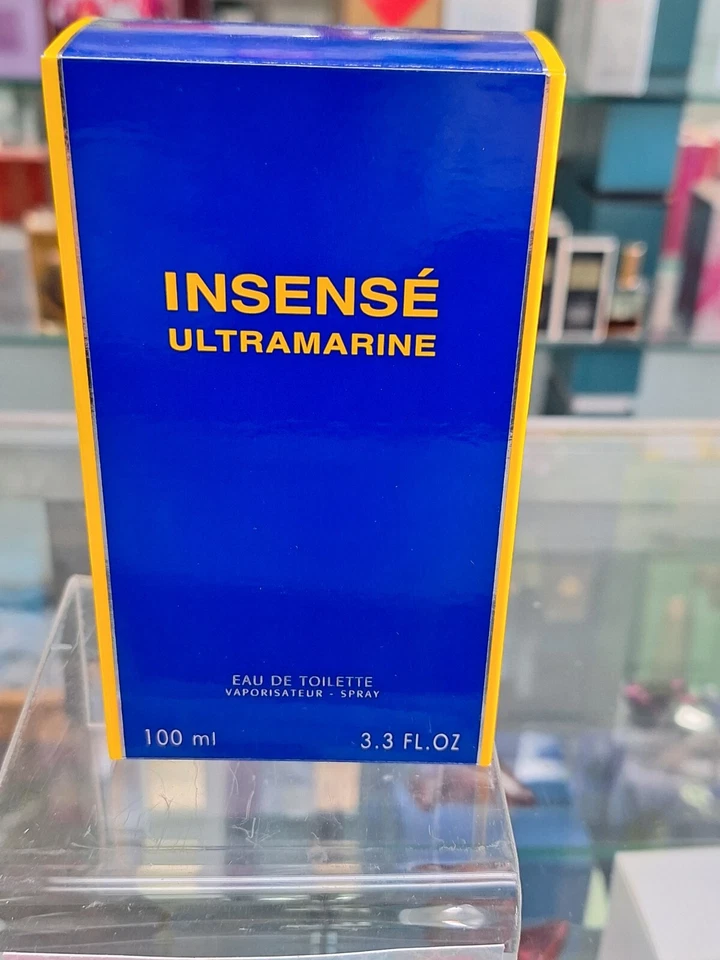 INSENSÉ
ULTRAMARINE
EAU DE TOILETTE
VAPORISATEUR - SPRAY
100 ml 3.3 FL.OZ